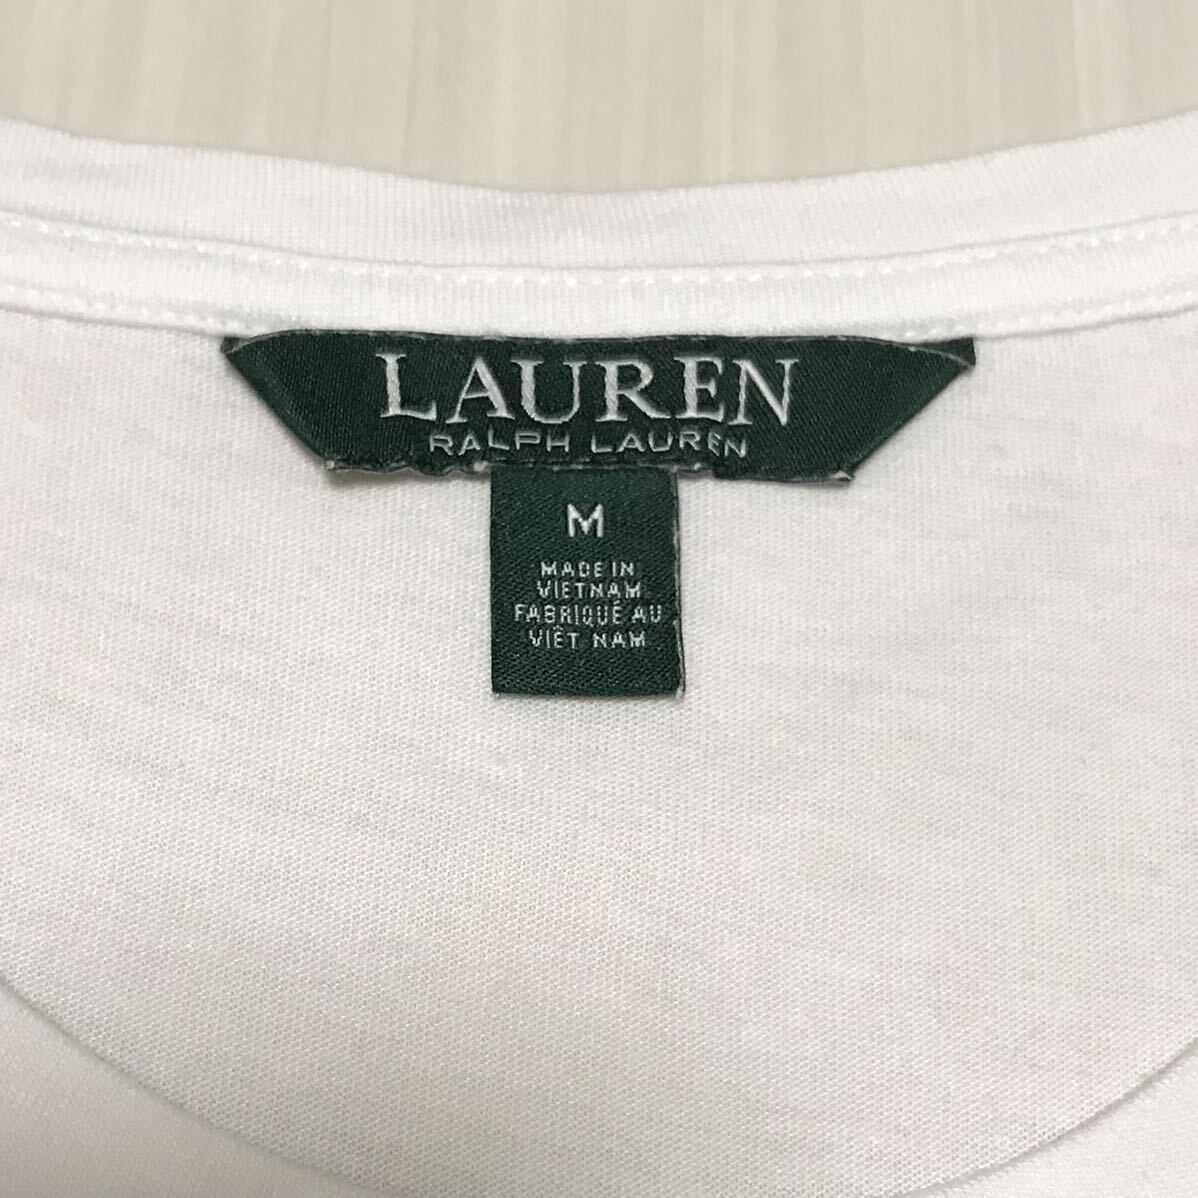 LAUREN
RALPH LAUREN
M
MADE IN
VIETNAM
FABRIQUÉ AU
VIÊT NAM